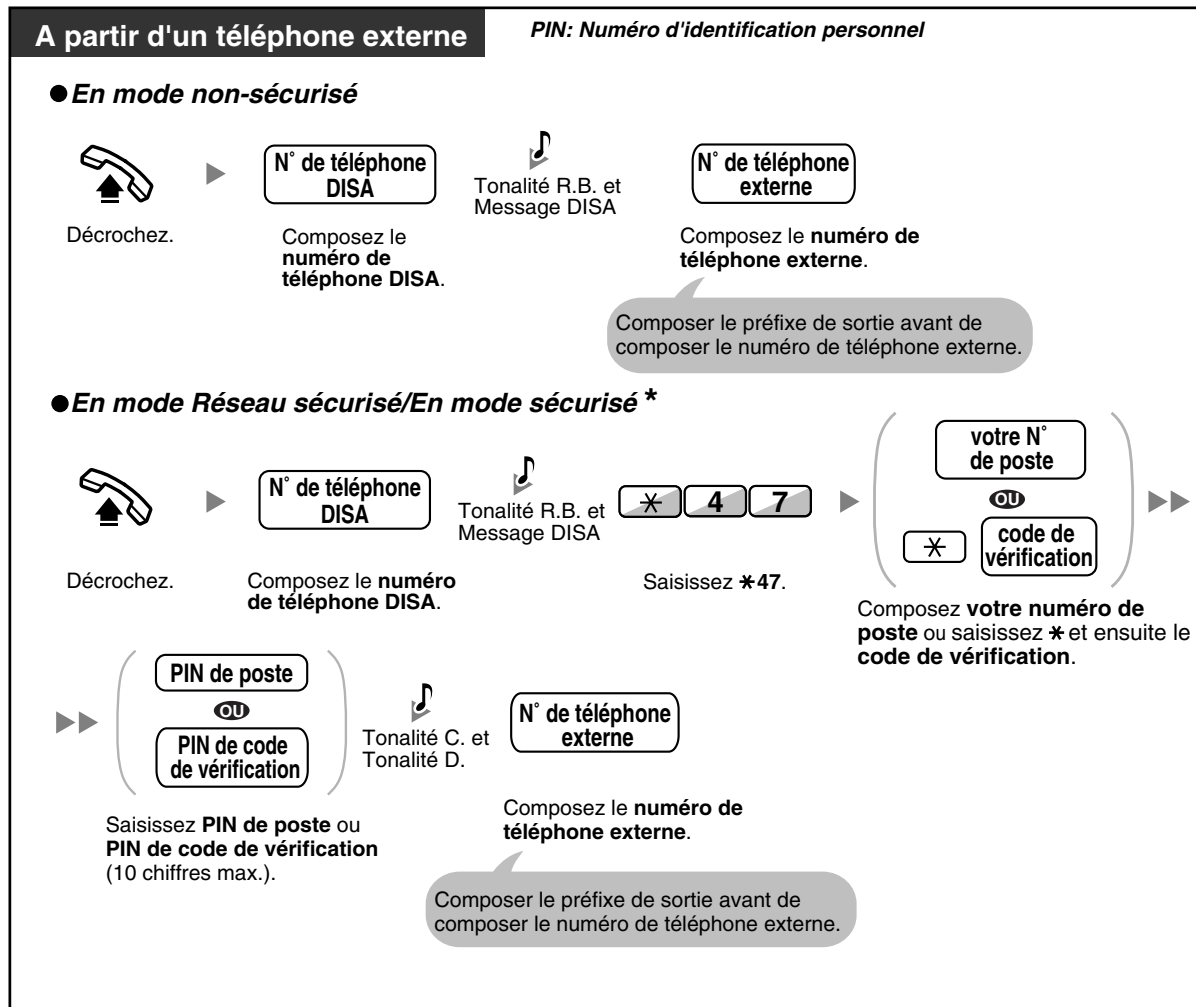 A partir d'un téléphone externe
PIN: Numéro d'identification personnel
●En mode non-sécurisé
N° de téléphone
DISA
Tonalité R.B. et
Message DISA
N° de téléphone
externe
Décrochez.
Composez le
numéro de
téléphone DISA.
Composez le numéro de
téléphone externe.
Composer le préfixe de sortie avant de
composer le numéro de téléphone externe.
●En mode Réseau sécurisé/En mode sécurisé *
N° de téléphone
DISA
Tonalité R.B. et
Message DISA
* 4 7
votre N°
de poste
OU
* code de
vérification
Décrochez.
Composez le numéro
de téléphone DISA.
Saisissez *47.
Composez votre numéro de
poste ou saisissez * et ensuite le
code de vérification.
PIN de poste
OU
PIN de code
de vérification
Tonalité C. et
Tonalité D.
N° de téléphone
externe
Saisissez PIN de poste ou
PIN de code de vérification
(10 chiffres max.).
Composez le numéro de
téléphone externe.
Composer le préfixe de sortie avant de
composer le numéro de téléphone externe.